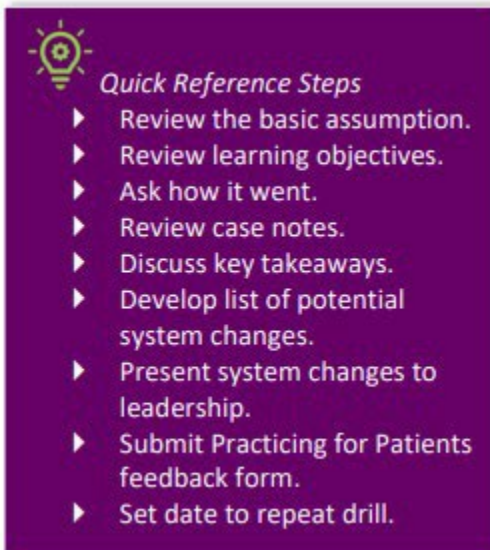 Quick Reference Steps
Review the basic assumption.
Review learning objectives.
Ask how it went.
Review case notes.
Discuss key takeaways.
Develop list of potential
system changes.
Present system changes to
leadership.
Submit Practicing for Patients
feedback form.
Set date to repeat drill.